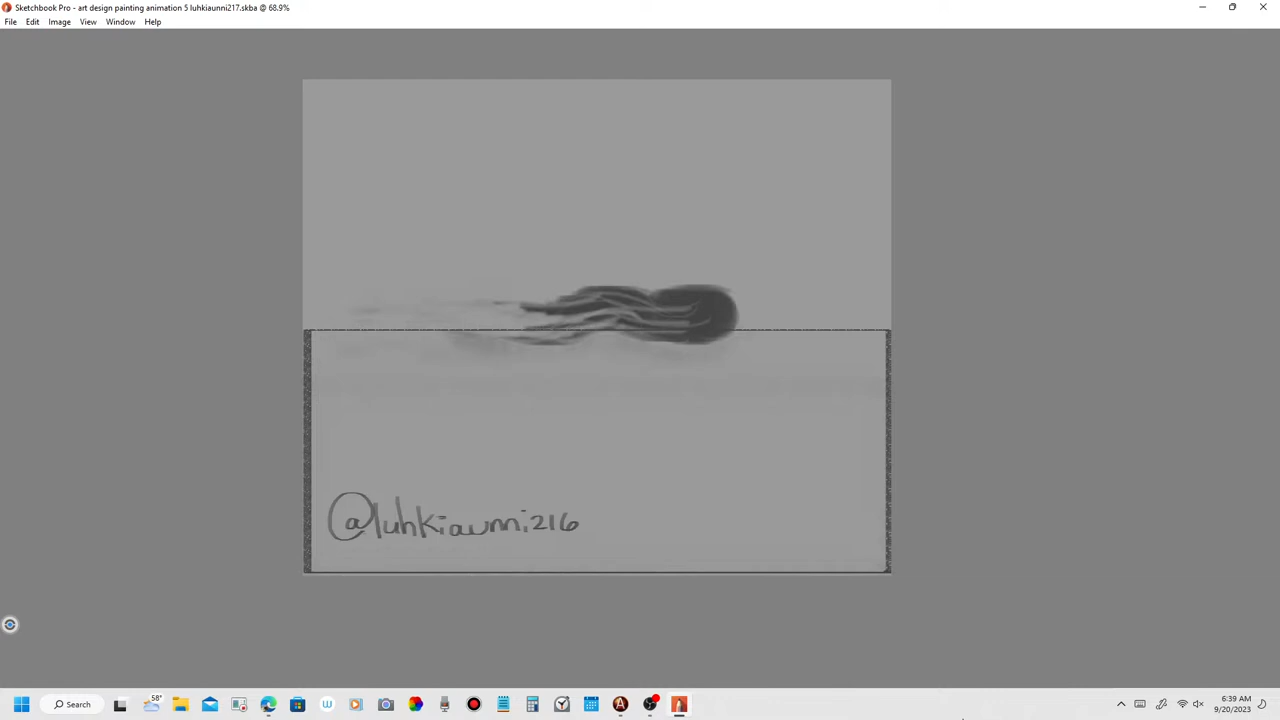 Sketchbook Pro - art design painting animation 5 luhkiaunni217.skba @ 68.9%
File Edit Image View Window Help
@luhkiaunni216
58°
Search
6:39 AM
9/20/2023